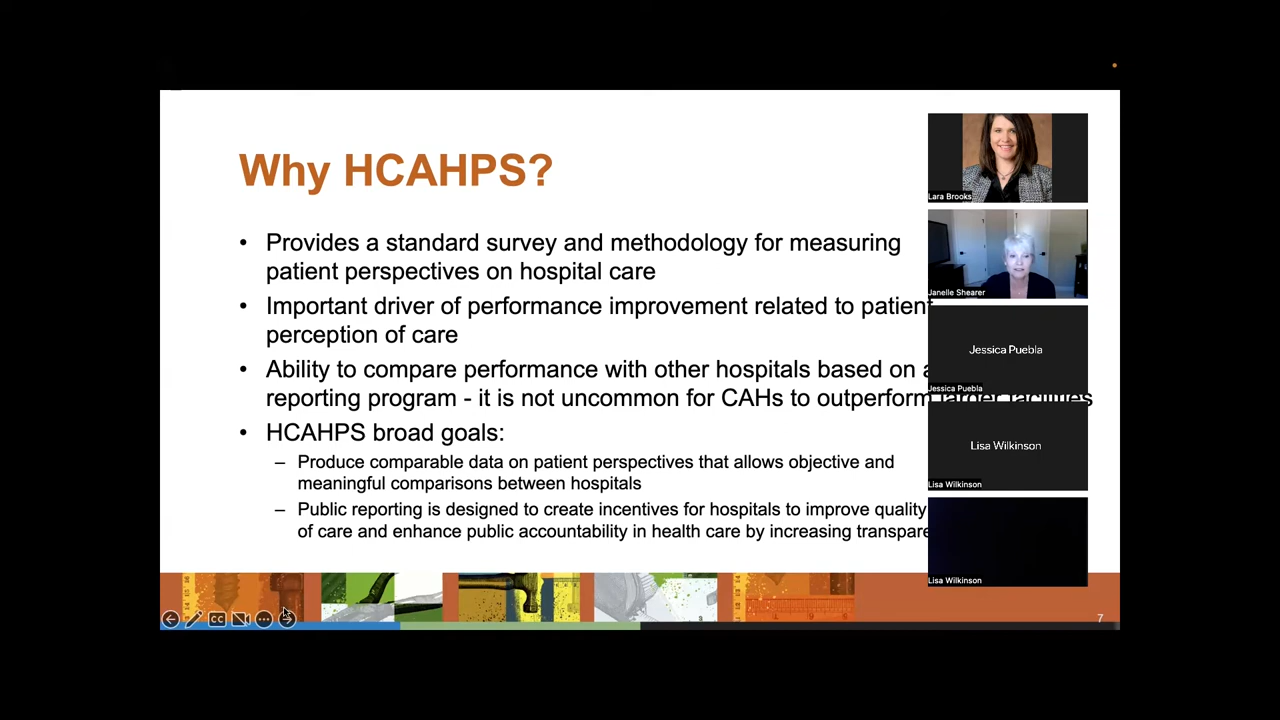 Why HCAHPS?
• Provides a standard survey and methodology for measuring
patient perspectives on hospital care
• Important driver of performance improvement related to patient
perception of care
• Ability to compare performance with other hospitals based on
reporting program - it is not uncommon for CAHs to outperform larger facilities
• HCAHPS broad goals:
– Produce comparable data on patient perspectives that allows objective and
meaningful comparisons between hospitals
– Public reporting is designed to create incentives for hospitals to improve quality
of care and enhance public accountability in health care by increasing
Lara Brooks
Janelle Shearer
Jessica Puebla
Jessica Puebla
Lisa Wilkinson
Lisa Wilkinson
Lisa Wilkinson
CC
7